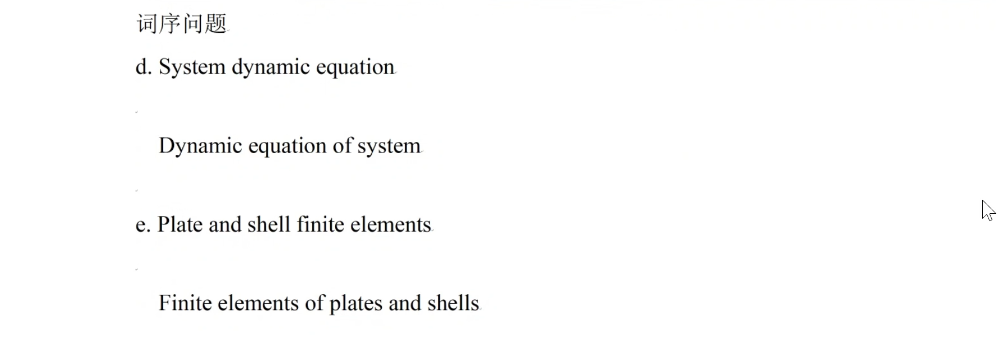 词序问题
d. System dynamic equation
Dynamic equation of system
e. Plate and shell finite elements
Finite elements of plates and shells